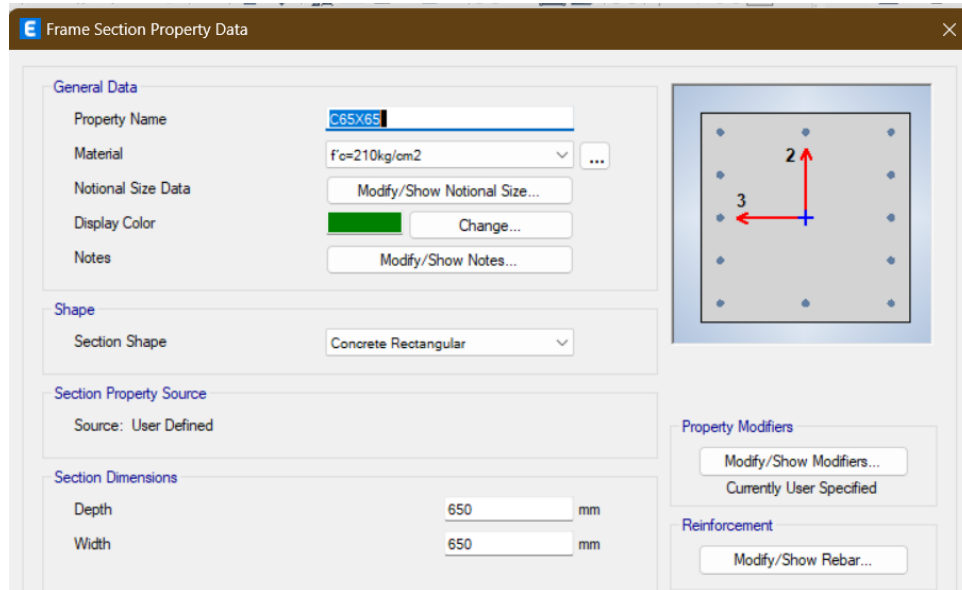 E Frame Section Property Data
General Data
Property Name C65X65
Material f'c=210kg/cm2 ...
Notional Size Data Modify/Show Notional Size...
Display Color Change...
Notes Modify/Show Notes...
2
3
Shape
Section Shape Concrete Rectangular
Section Property Source
Source: User Defined
Property Modifiers
Modify/Show Modifiers...
Currently User Specified
Section Dimensions
Depth 650 mm
Width 650 mm
Reinforcement
Modify/Show Rebar...